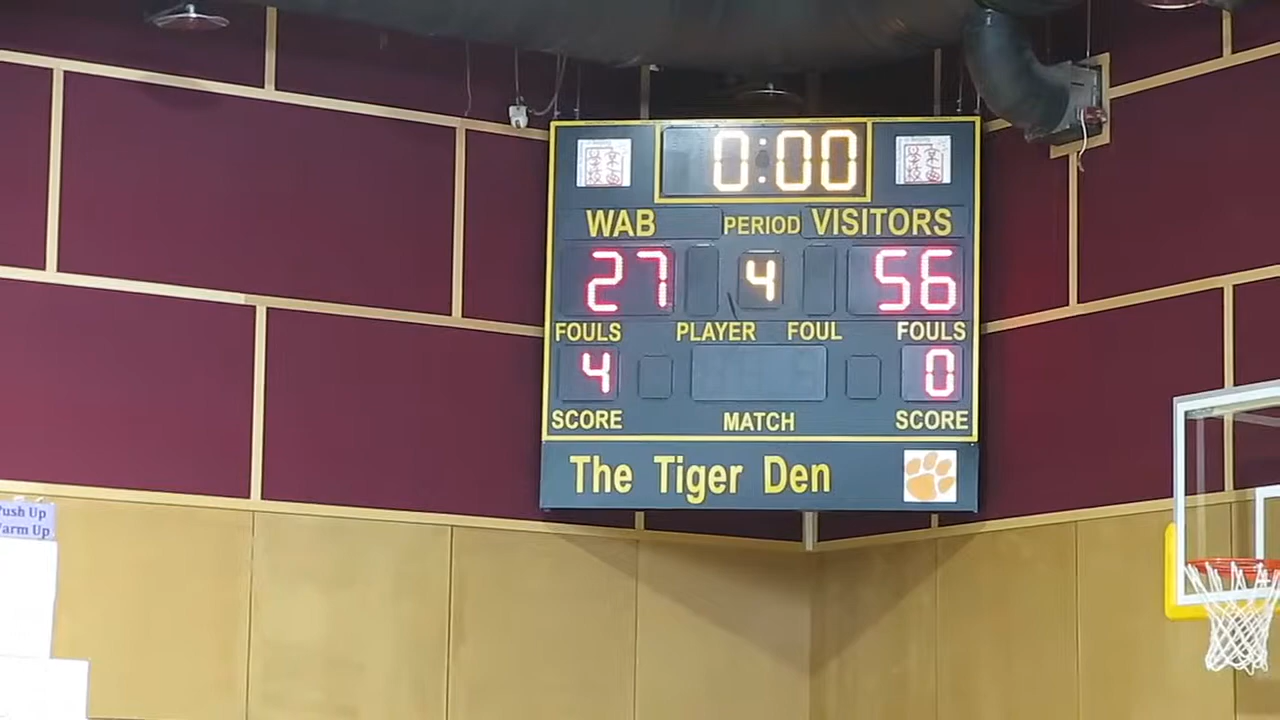 0:00
WAB PERIOD VISITORS
27 4 56
FOULS PLAYER FOUL FOULS
4 0
SCORE MATCH SCORE
The Tiger Den
Push Up
Warm Up